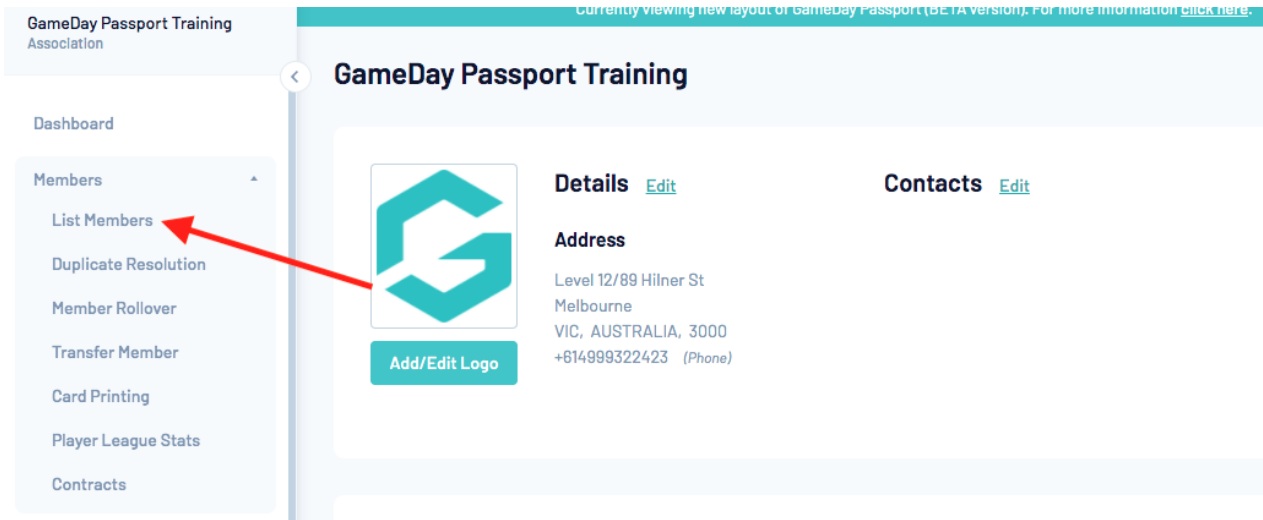 GameDay Passport Training
Association
Currently viewing new layout of GameDay Passport (BETA version). For more information click here.
GameDay Passport Training
Dashboard
Members
List Members
Duplicate Resolution
Member Rollover
Transfer Member
Card Printing
Player League Stats
Contracts
Details Edit
Contacts Edit
Address
Level 12/89 Hilner St
Melbourne
VIC, AUSTRALIA, 3000
+614999322423 (Phone)
Add/Edit Logo